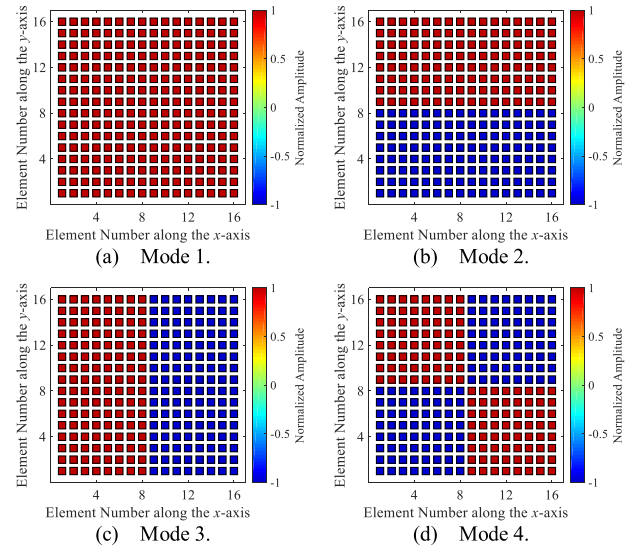 Element Number along the y-axis
16
12
8
4
4 8 12 16
Element Number along the x-axis
1
0.5
0
-0.5
-1
Normalized Amplitude
(a) Mode 1.
Element Number along the y-axis
16
12
8
4
4 8 12 16
Element Number along the x-axis
1
0.5
0
-0.5
-1
Normalized Amplitude
(b) Mode 2.
Element Number along the y-axis
16
12
8
4
4 8 12 16
Element Number along the x-axis
1
0.5
0
-0.5
-1
Normalized Amplitude
(c) Mode 3.
Element Number along the y-axis
16
12
8
4
4 8 12 16
Element Number along the x-axis
1
0.5
0
-0.5
-1
Normalized Amplitude
(d) Mode 4.